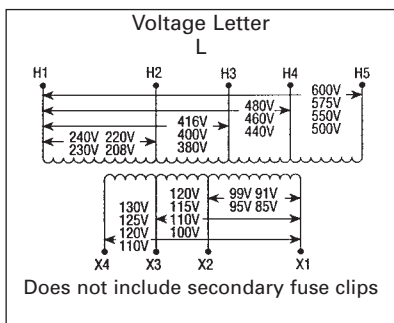 Voltage Letter
L
H1 H2 H3 H4 H5
600V
480V 575V
416V 460V 550V
400V 440V 500V
240V 220V 380V
230V 208V
120V 99V 91V
130V 115V 95V 85V
125V 110V
120V 100V
110V
X4 X3 X2 X1
Does not include secondary fuse clips